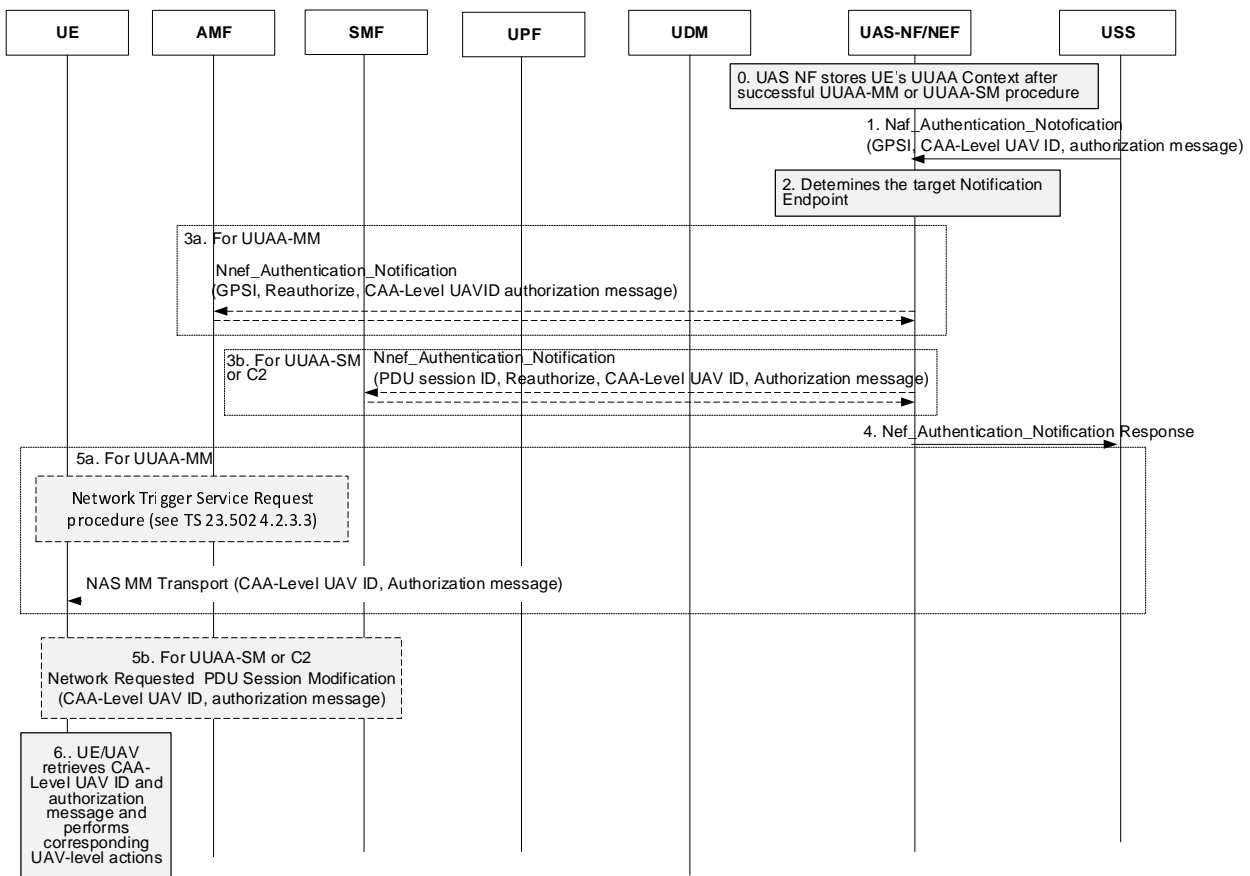 UE
AMF
SMF
UPF
UDM
UAS-NF/NEF
USS
0. UAS NF stores UE's UUAA Context after
successful UUAA-MM or UUAA-SM procedure
1. Naf_Authentication_Notofication
(GPSI, CAA-Level UAV ID, authorization message)
2. Detemines the target Notification
Endpoint
3a. For UUAA-MM
Nnef_Authentication_Notification
(GPSI, Reauthorize, CAA-Level UAVID authorization message)
3b. For UUAA-SM
or C2
Nnef_Authentication_Notification
(PDU session ID, Reauthorize, CAA-Level UAV ID, Authorization message)
4. Nef_Authentication_Notification Response
5a. For UUAA-MM
Network Trigger Service Request
procedure (see TS 23.502 4.2.3.3)
NAS MM Transport (CAA-Level UAV ID, Authorization message)
5b. For UUAA-SM or C2
Network Requested PDU Session Modification
(CAA-Level UAV ID, authorization message)
6.. UE/UAV
retrieves CAA-
Level UAV ID and
authorization
message and
performs
corresponding
UAV-level actions